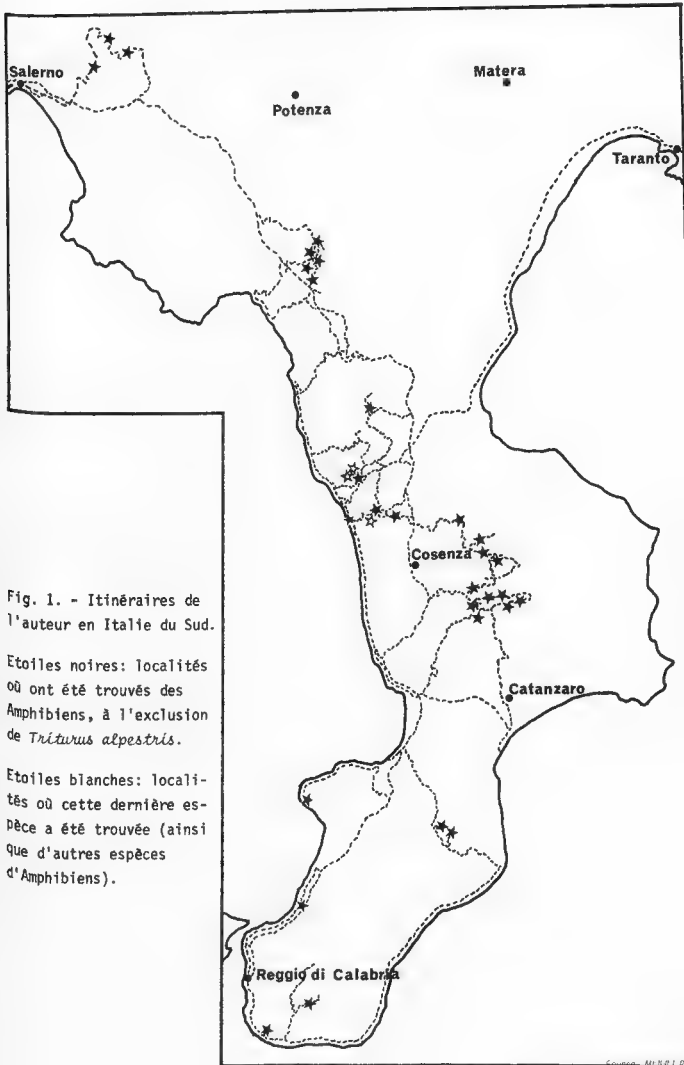 Salerno
Potenza
Matera
Taranto
Cosenza
Catanzaro
Reggio di Calabria
Fig. 1. - Itinéraires de
l'auteur en Italie du Sud.
Etoiles noires: localités
où ont été trouvés des
Amphibiens, à l'exclusion
de Triturus alpestris.
Etoiles blanches: locali-
tés où cette dernière es-
pèce a été trouvée (ainsi
que d'autres espèces
d'Amphibiens).
Source